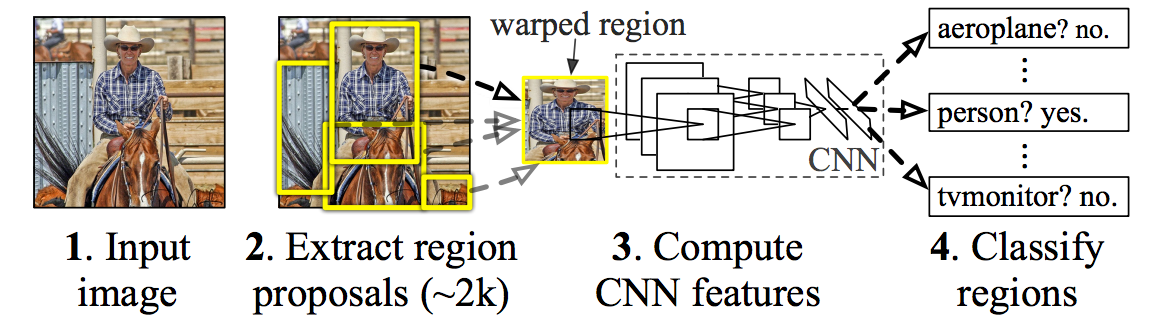 warped region
aeroplane? no.
⋮
person? yes.
⋮
tvmonitor? no.
CNN
1. Input
image
2. Extract region
proposals (~2k)
3. Compute
CNN features
4. Classify
regions